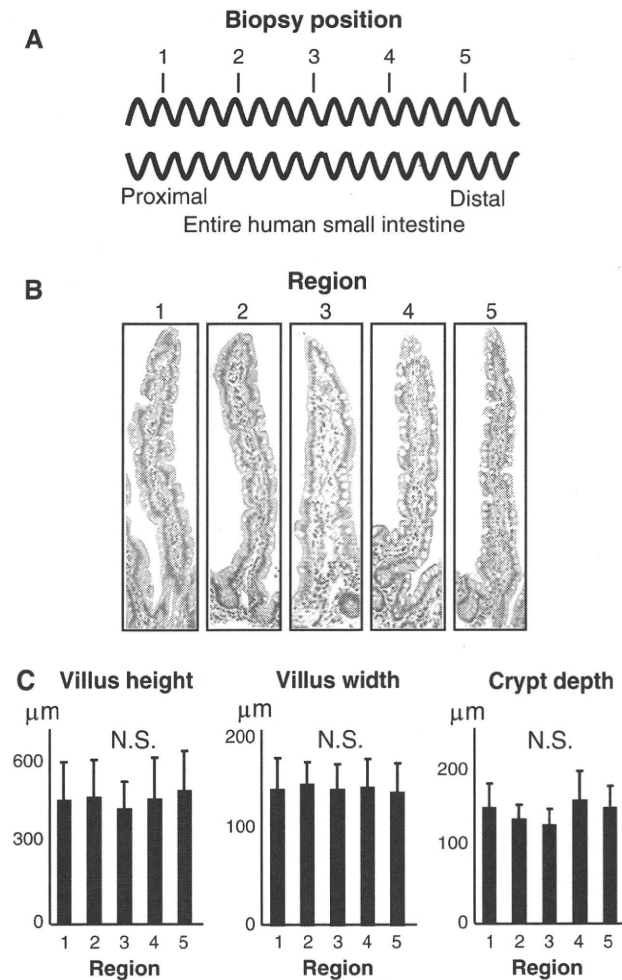 A
Biopsy position
1 2 3 4 5
Proximal Distal
Entire human small intestine
B
Region
1 2 3 4 5
C
Villus height
μm
N.S.
600
300
0
1 2 3 4 5
Region
Villus width
μm
N.S.
200
100
0
1 2 3 4 5
Region
Crypt depth
μm
N.S.
200
100
0
1 2 3 4 5
Region